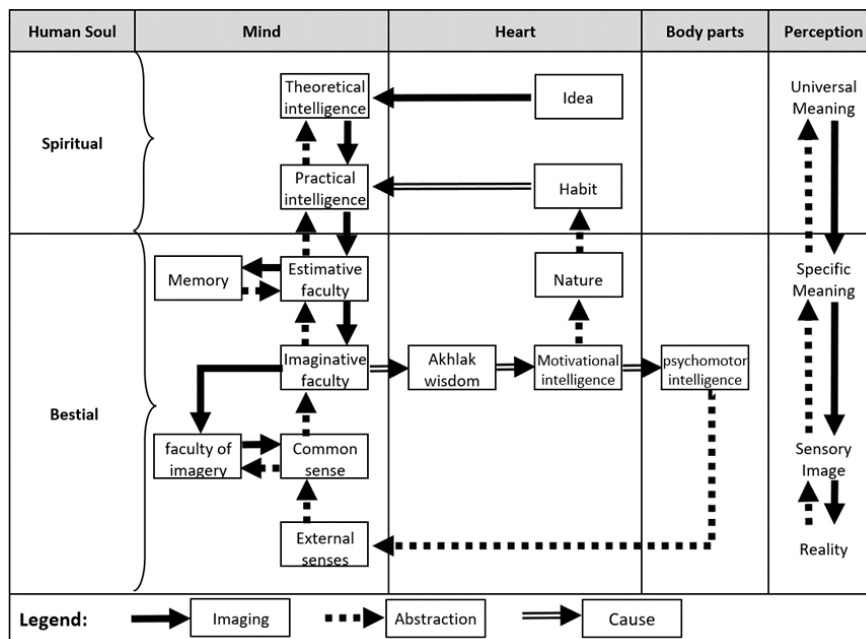 Human Soul
Mind
Heart
Body parts
Perception
Spiritual
Theoretical
intelligence
Idea
Universal
Meaning
Practical
intelligence
Habit
Bestial
Memory
Estimative
faculty
Nature
Specific
Meaning
Imaginative
faculty
Akhlak
wisdom
Motivational
intelligence
psychomotor
intelligence
faculty of
imagery
Common
sense
Sensory
Image
External
senses
Reality
Legend:
Imaging
Abstraction
Cause